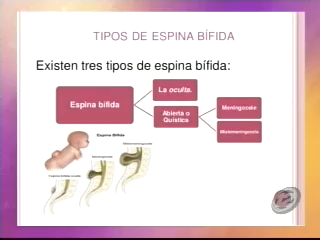 TIPOS DE ESPINA BÍFIDA
Existen tres tipos de espina bífida:
Espina bífida
La oculta.
Abierta o
Quística
Meningocele
Mielomeningocele
Espina Bífida